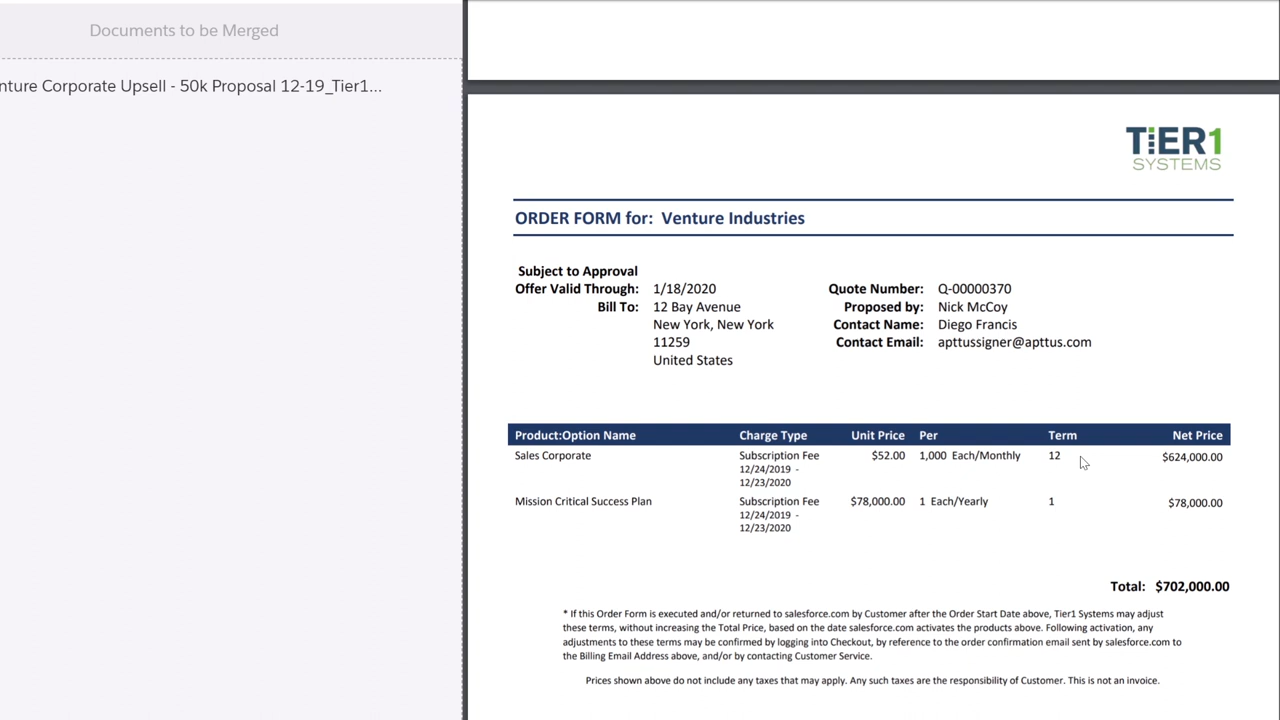 Documents to be Merged
nture Corporate Upsell - 50k Proposal 12-19_Tier1...
TiER1
SYSTEMS
ORDER FORM for: Venture Industries
Subject to Approval
Offer Valid Through: 1/18/2020 Quote Number: Q-00000370
Bill To: 12 Bay Avenue Proposed by: Nick McCoy
New York, New York Contact Name: Diego Francis
11259 Contact Email: apttussigner@apttus.com
United States
Product:Option Name Charge Type Unit Price Per Term Net Price
Sales Corporate Subscription Fee $52.00 1,000 Each/Monthly 12 $624,000.00
12/24/2019 -
12/23/2020
Mission Critical Success Plan Subscription Fee $78,000.00 1 Each/Yearly 1 $78,000.00
12/24/2019 -
12/23/2020
Total: $702,000.00
* If this Order Form is executed and/or returned to salesforce.com by Customer after the Order Start Date above, Tier1 Systems may adjust
these terms, without increasing the Total Price, based on the date salesforce.com activates the products above. Following activation, any
adjustments to these terms may be confirmed by logging into Checkout, by reference to the order confirmation email sent by salesforce.com to
the Billing Email Address above, and/or by contacting Customer Service.
Prices shown above do not include any taxes that may apply. Any such taxes are the responsibility of Customer. This is not an invoice.